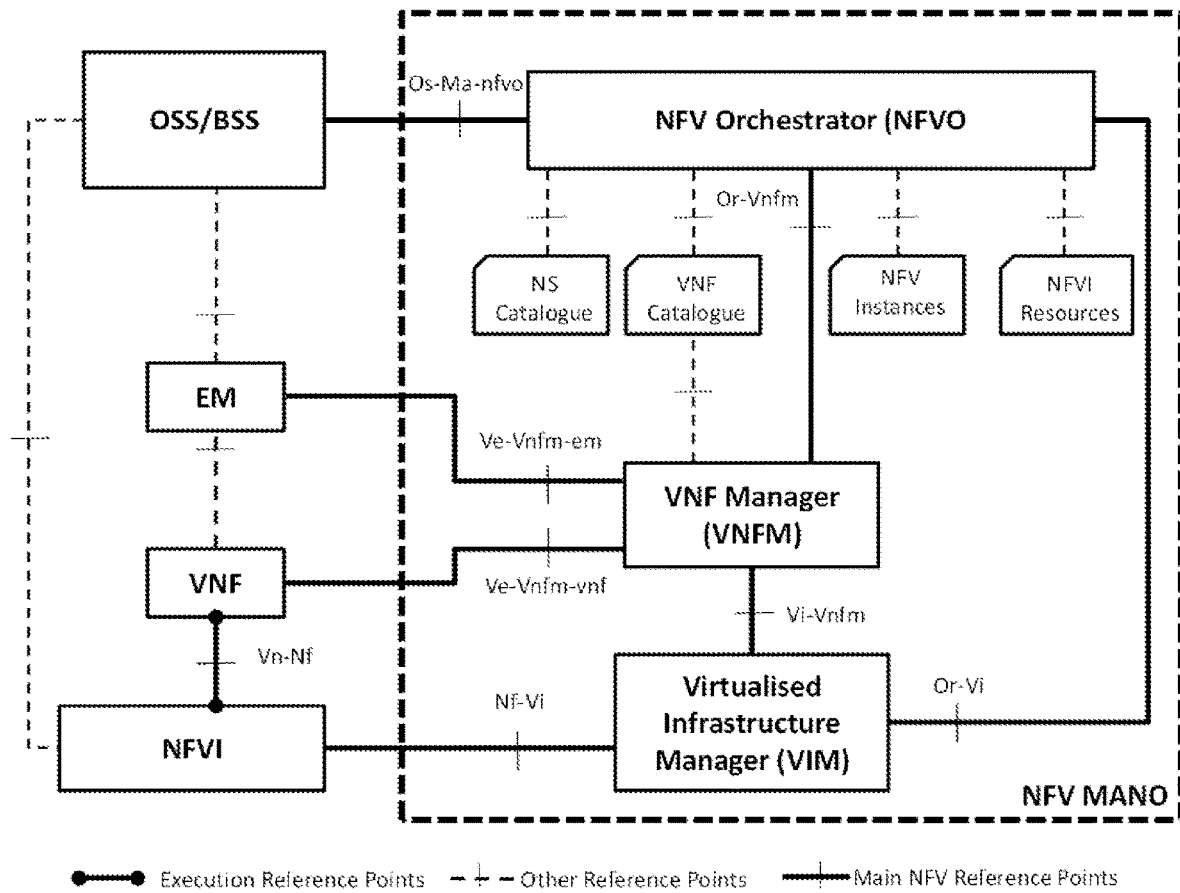 Os-Ma-nfvo
OSS/BSS
NFV Orchestrator (NFVO
Or-Vnfm
NS
Catalogue
VNF
Catalogue
NFV
Instances
NFVI
Resources
EM
Ve-Vnfm-em
VNF Manager
(VNFM)
VNF
Ve-Vnfm-vnf
Vi-Vnfm
Vn-Nf
Virtualised
Infrastructure
Manager (VIM)
Nf-Vi
Or-Vi
NFVI
NFV MANO
Execution Reference Points
Other Reference Points
Main NFV Reference Points